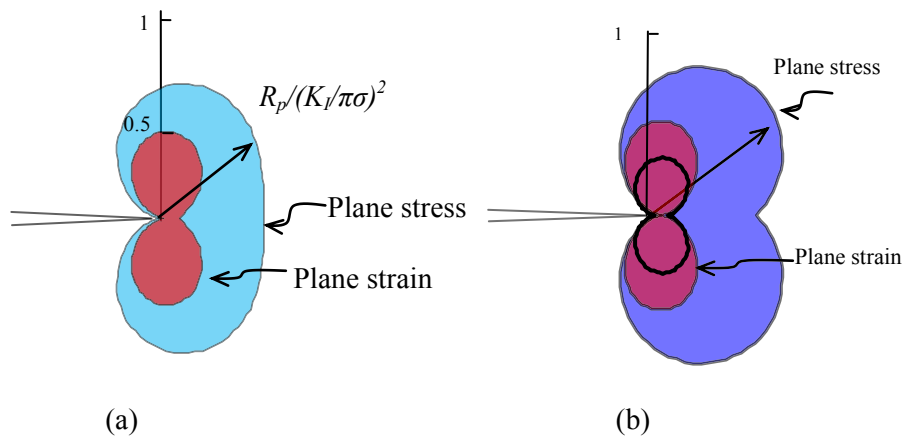 1
R_p/(K_I/πσ)^2
0.5
Plane stress
Plane strain
(a)
1
Plane stress
Plane strain
(b)